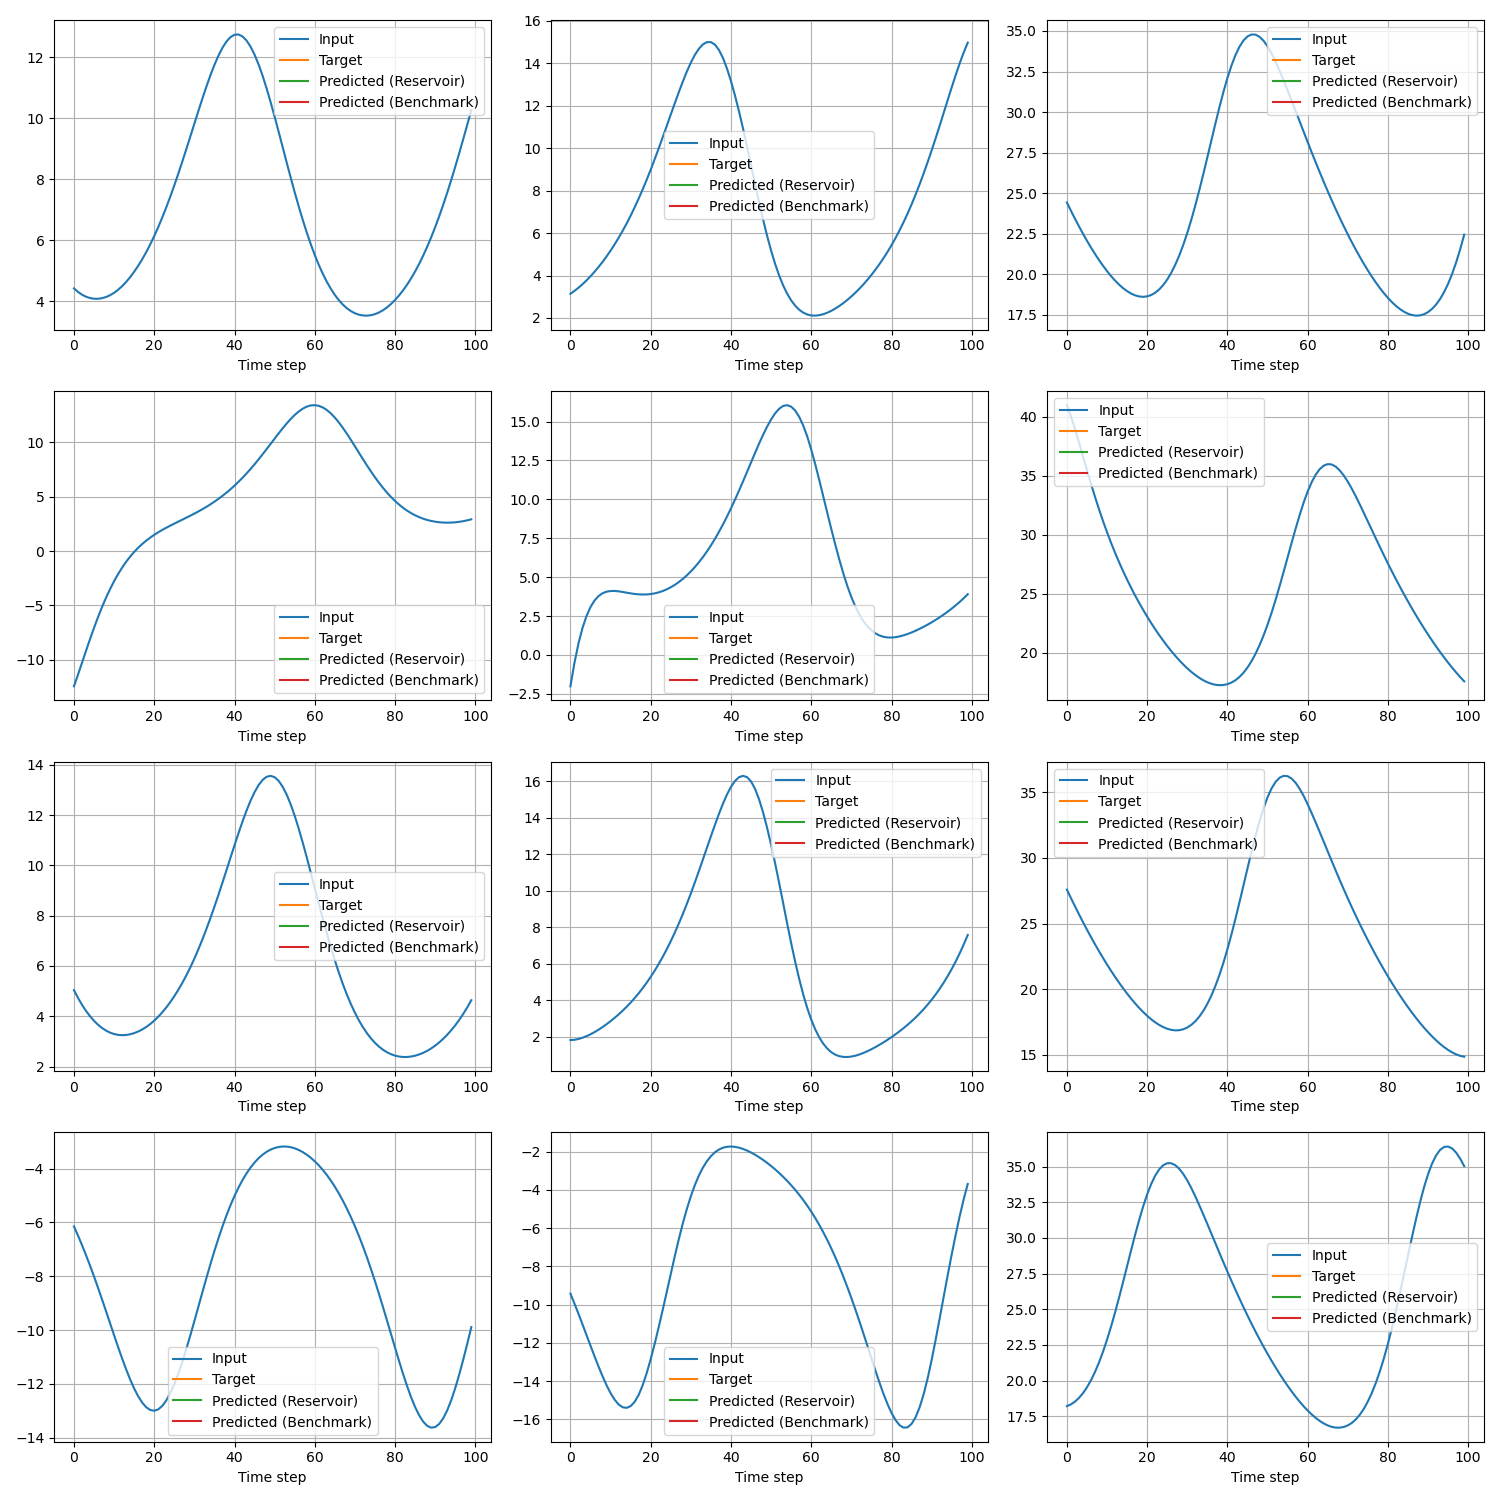 12
10
8
6
4
0 20 40 60 80 100
Time step
Input
Target
Predicted (Reservoir)
Predicted (Benchmark)
16
14
12
10
8
6
4
2
0 20 40 60 80 100
Time step
Input
Target
Predicted (Reservoir)
Predicted (Benchmark)
35.0
32.5
30.0
27.5
25.0
22.5
20.0
17.5
0 20 40 60 80 100
Time step
Input
Target
Predicted (Reservoir)
Predicted (Benchmark)
10
5
0
−5
−10
0 20 40 60 80 100
Time step
Input
Target
Predicted (Reservoir)
Predicted (Benchmark)
15.0
12.5
10.0
7.5
5.0
2.5
0.0
−2.5
0 20 40 60 80 100
Time step
Input
Target
Predicted (Reservoir)
Predicted (Benchmark)
40
35
30
25
20
0 20 40 60 80 100
Time step
Input
Target
Predicted (Reservoir)
Predicted (Benchmark)
14
12
10
8
6
4
2
0 20 40 60 80 100
Time step
Input
Target
Predicted (Reservoir)
Predicted (Benchmark)
16
14
12
10
8
6
4
2
0 20 40 60 80 100
Time step
Input
Target
Predicted (Reservoir)
Predicted (Benchmark)
35
30
25
20
15
0 20 40 60 80 100
Time step
Input
Target
Predicted (Reservoir)
Predicted (Benchmark)
−4
−6
−8
−10
−12
−14
0 20 40 60 80 100
Time step
Input
Target
Predicted (Reservoir)
Predicted (Benchmark)
−2
−4
−6
−8
−10
−12
−14
−16
0 20 40 60 80 100
Time step
Input
Target
Predicted (Reservoir)
Predicted (Benchmark)
35.0
32.5
30.0
27.5
25.0
22.5
20.0
17.5
0 20 40 60 80 100
Time step
Input
Target
Predicted (Reservoir)
Predicted (Benchmark)